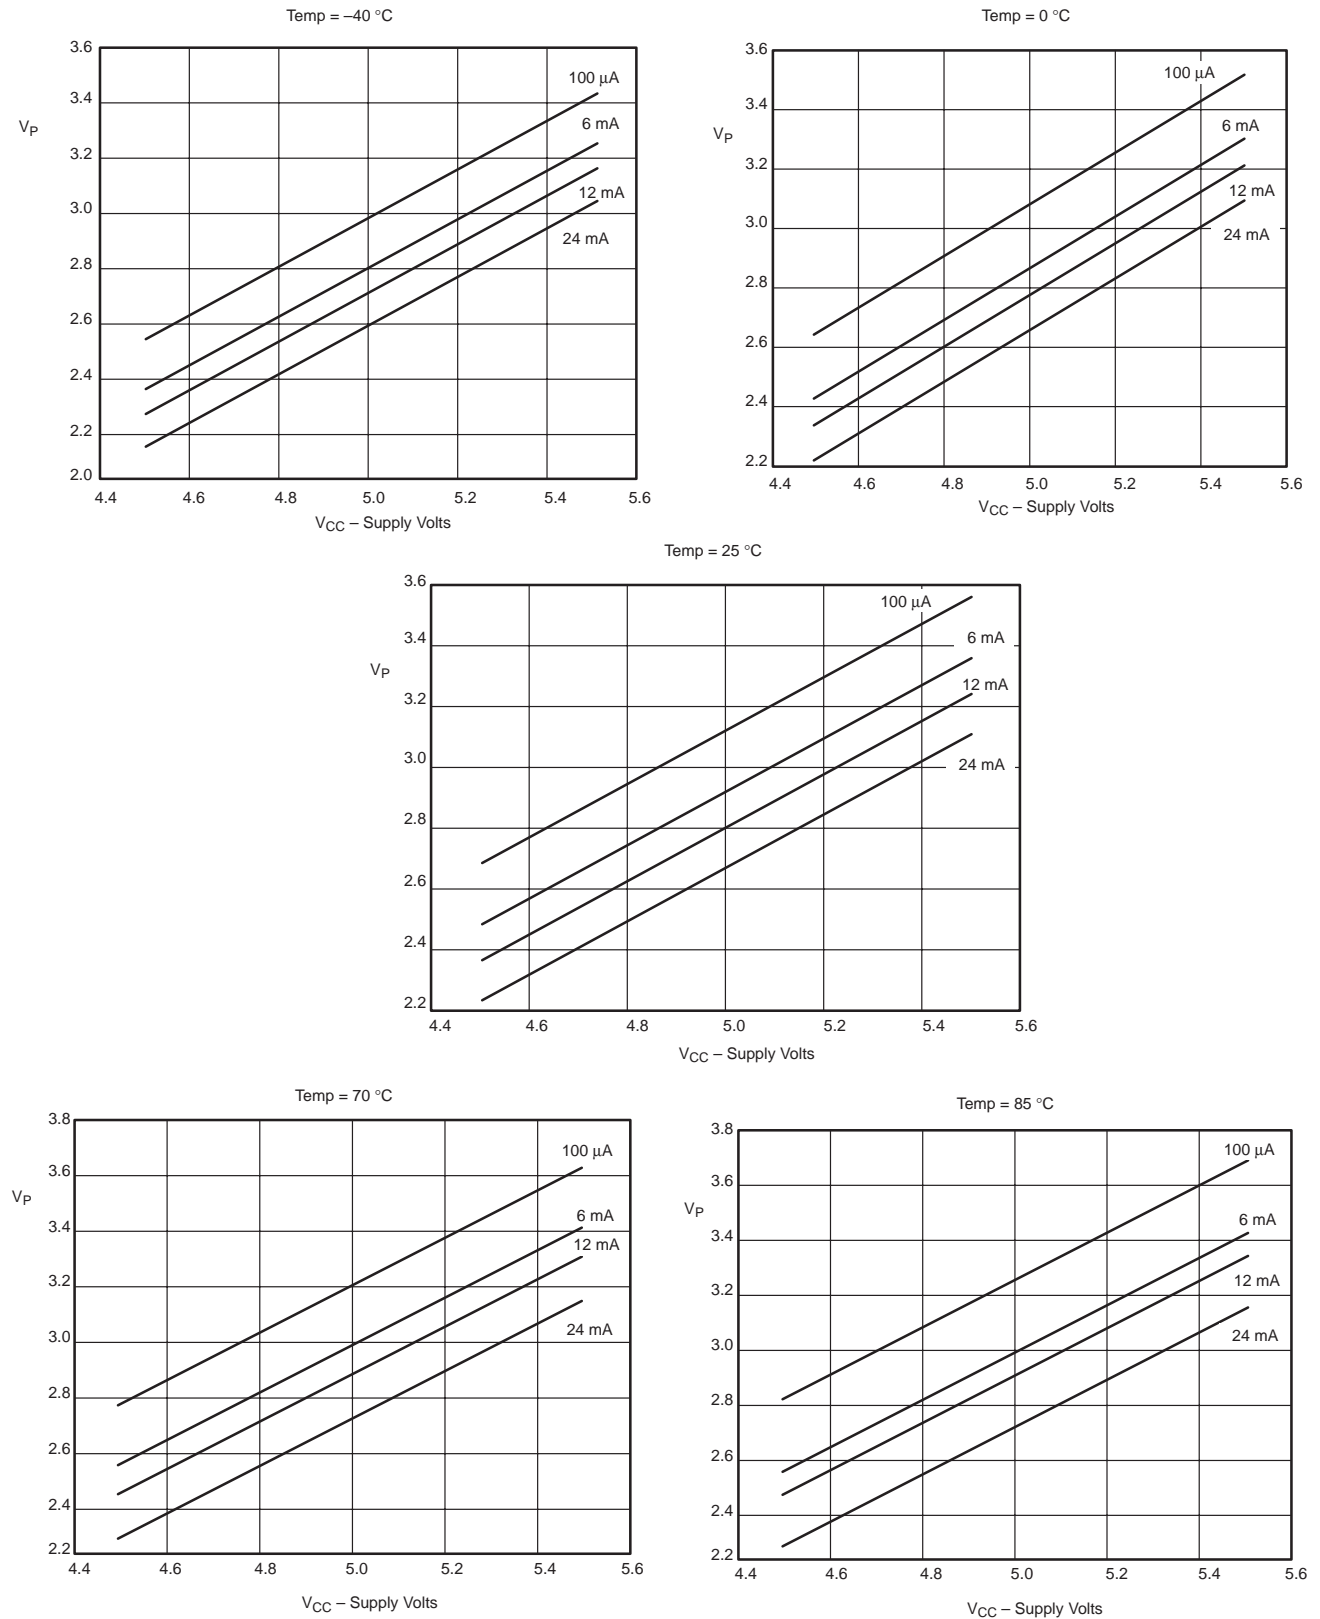 Temp = –40 °C
3.6
3.4
3.2
3.0
2.8
2.6
2.4
2.2
2.0
VP
100 μA
6 mA
12 mA
24 mA
4.4 4.6 4.8 5.0 5.2 5.4 5.6
VCC – Supply Volts
Temp = 0 °C
3.6
3.4
3.2
3.0
2.8
2.6
2.4
2.2
VP
100 μA
6 mA
12 mA
24 mA
4.4 4.6 4.8 5.0 5.2 5.4 5.6
VCC – Supply Volts
Temp = 25 °C
3.6
3.4
3.2
3.0
2.8
2.6
2.4
2.2
VP
100 μA
6 mA
12 mA
24 mA
4.4 4.6 4.8 5.0 5.2 5.4 5.6
VCC – Supply Volts
Temp = 70 °C
3.8
3.6
3.4
3.2
3.0
2.8
2.6
2.4
2.2
VP
100 μA
6 mA
12 mA
24 mA
4.4 4.6 4.8 5.0 5.2 5.4 5.6
VCC – Supply Volts
Temp = 85 °C
3.8
3.6
3.4
3.2
3.0
2.8
2.6
2.4
2.2
VP
100 μA
6 mA
12 mA
24 mA
4.4 4.6 4.8 5.0 5.2 5.4 5.6
VCC – Supply Volts